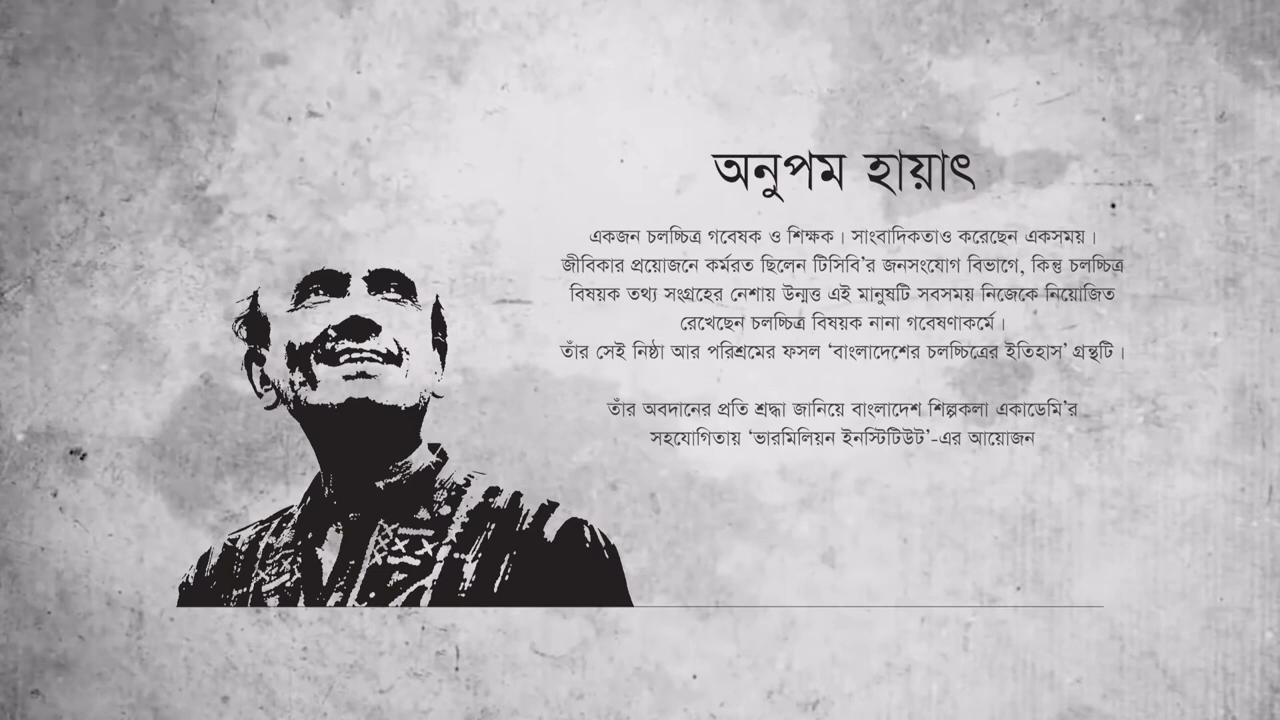 অনুপম হায়াৎ
একজন চলচ্চিত্র গবেষক ও শিক্ষক। সাংবাদিকতাও করেছেন একসময়।
জীবিকার প্রয়োজনে কর্মরত ছিলেন টিসিবি’র জনসংযোগ বিভাগে, কিন্তু চলচ্চিত্র
বিষয়ক তথ্য সংগ্রহের নেশায় উন্মত্ত এই মানুষটি সবসময় নিজেকে নিয়োজিত
রেখেছেন চলচ্চিত্র বিষয়ক নানা গবেষণাকর্মে।
তাঁর সেই নিষ্ঠা আর পরিশ্রমের ফসল ‘বাংলাদেশের চলচ্চিত্রের ইতিহাস’ গ্রন্থটি।
তাঁর অবদানের প্রতি শ্রদ্ধা জানিয়ে বাংলাদেশ শিল্পকলা একাডেমি’র
সহযোগিতায় ‘ভারমিলিয়ন ইনস্টিটিউট’-এর আয়োজন